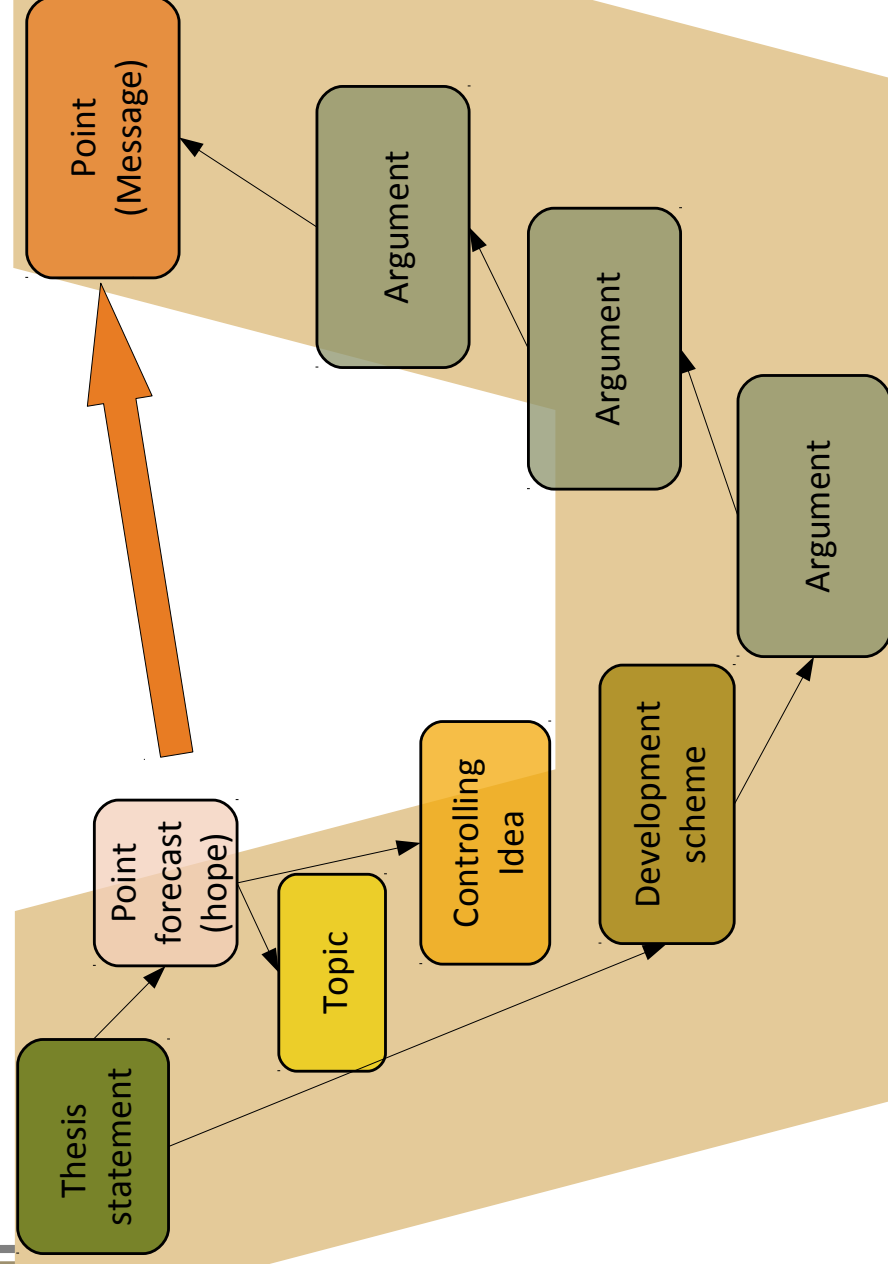 Thesis
statement
Point
forecast
(hope)
Topic
Controlling
Idea
Development
scheme
Argument
Argument
Argument
Point
(Message)